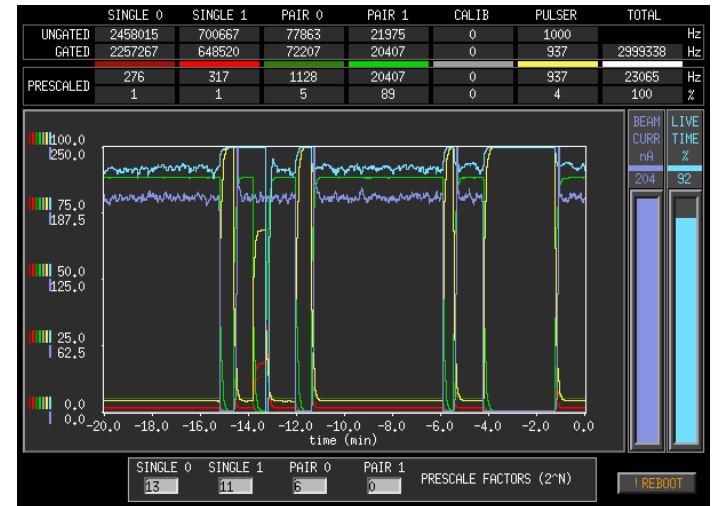 SINGLE 0 SINGLE 1 PAIR 0 PAIR 1 CALIB PULSER TOTAL
UNGATED 2458015 700667 77863 21975 0 1000 Hz
GATED 2257267 648520 72207 20407 0 937 2999338 Hz
PRESCALED 276 317 1128 20407 0 937 23065 Hz
1 1 5 89 0 4 100 %
BEAM CURR nA 204
LIVE TIME % 92
100.0
250.0
75.0
187.5
50.0
125.0
25.0
62.5
0.0
0.0
-20.0 -18.0 -16.0 -14.0 -12.0 -10.0 -8.0 -6.0 -4.0 -2.0 0.0
time (min)
SINGLE 0 SINGLE 1 PAIR 0 PAIR 1
13 11 6 0 PRESCALE FACTORS (2^N)
! REBOOT